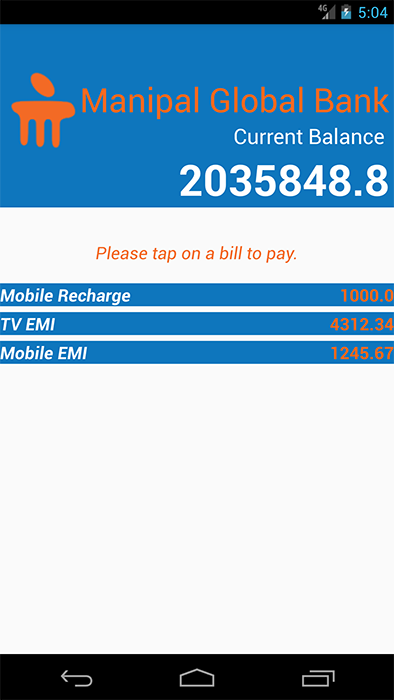 4G 5:04
Manipal Global Bank
Current Balance
2035848.8
Please tap on a bill to pay.
Mobile Recharge 1000.0
TV EMI 4312.34
Mobile EMI 1245.67